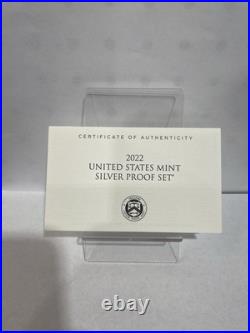 CERTIFICATE OF AUTHENTICITY
2022
UNITED STATES MINT
SILVER PROOF SET®